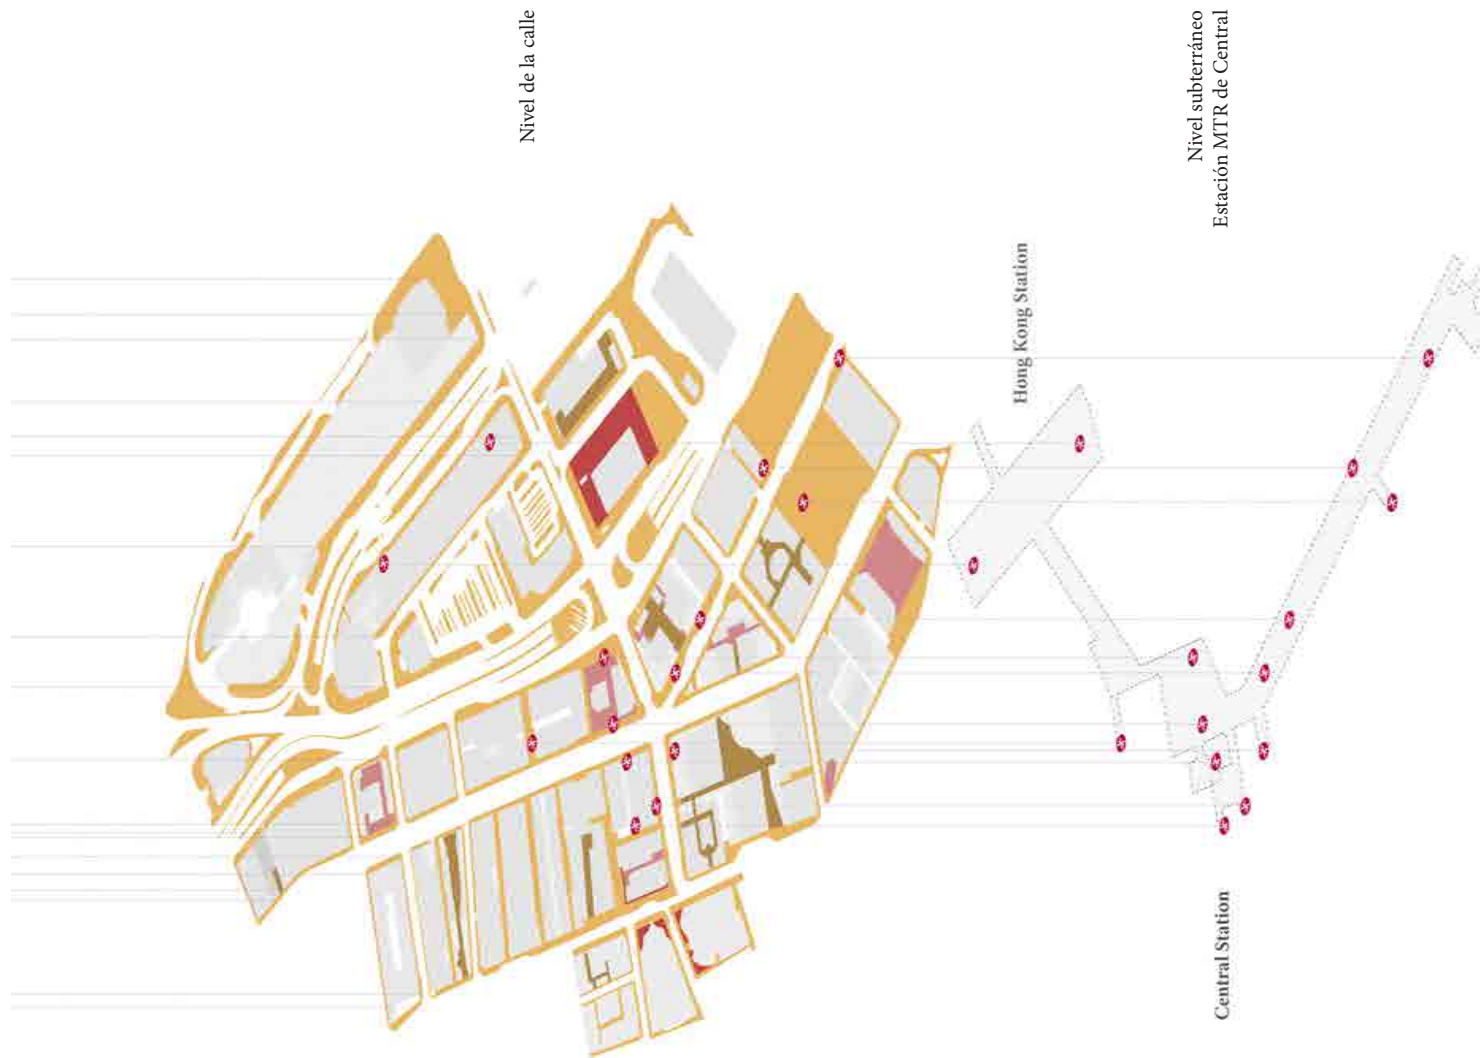 Nivel de la calle
Nivel subterráneo
Estación MTR de Central
Hong Kong Station
Central Station